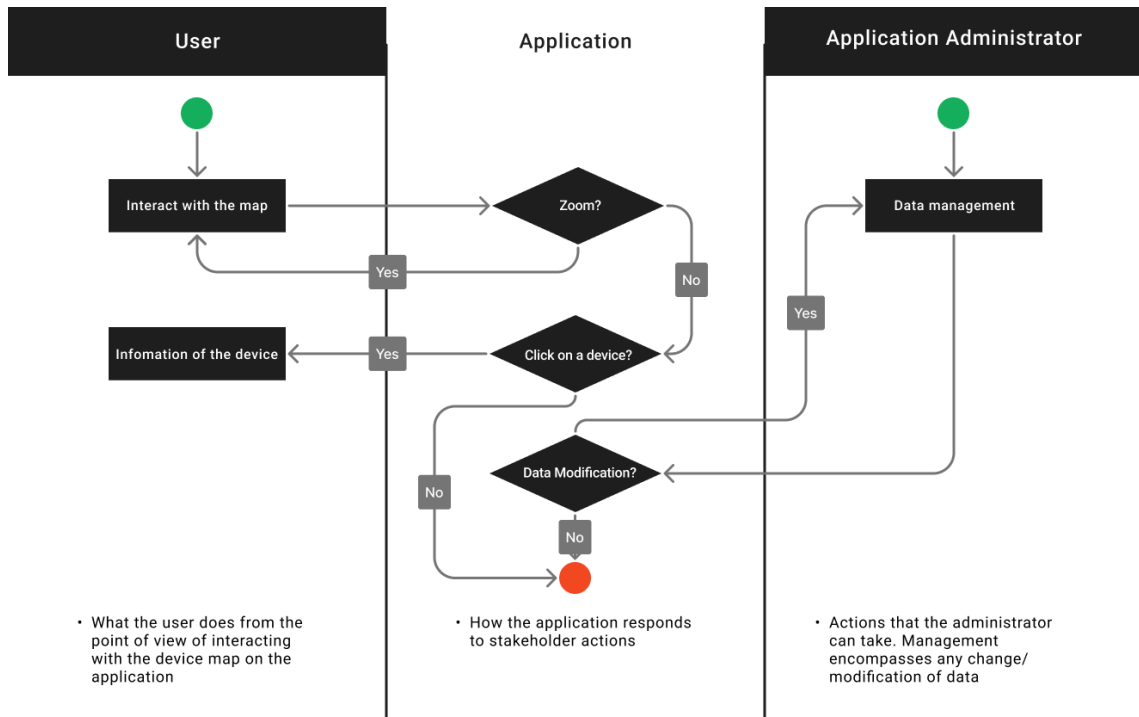 User
Application
Application Administrator
Interact with the map
Zoom?
Data management
Yes
No
Yes
Infomation of the device
Yes
Click on a device?
Data Modification?
No
No
• What the user does from the
point of view of interacting
with the device map on the
application
• How the application responds
to stakeholder actions
• Actions that the administrator
can take. Management
encompasses any change/
modification of data